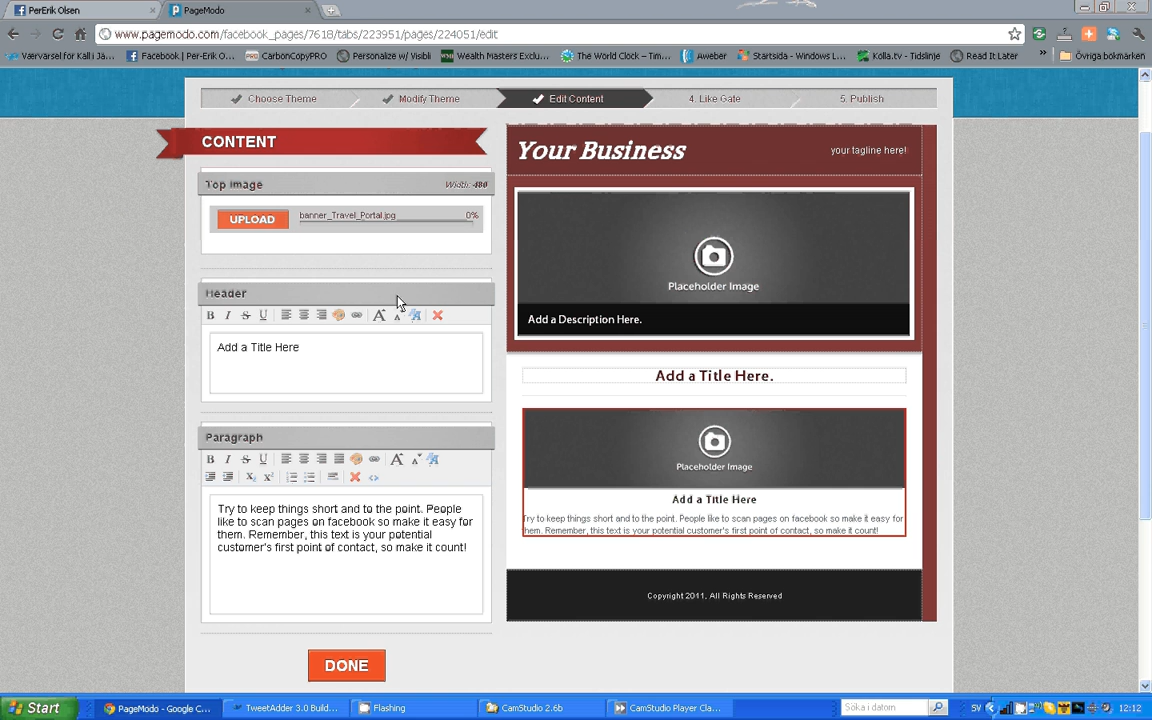 PerErik Olsen
PageModo
www.pagemodo.com/facebook_pages/7618/tabs/223951/pages/224051/edit
Värvarsel for Kall i Jä...
Facebook | Per-Erik O...
CarbonCopyPRO
Personalize w/ Visibli
Wealth Masters Exclu...
The World Clock – Tim...
Aweber
Startsida - Windows L...
Kolla.tv - Tidslinje
Read It Later
»
Övriga bokmärken
Choose Theme
Modify Theme
Edit Content
4. Like Gate
5. Publish
CONTENT
Top Image
Width: 480
UPLOAD
banner_Travel_Portal.jpg
0%
Header
Add a Title Here
Paragraph
Try to keep things short and to the point. People
like to scan pages on facebook so make it easy for
them. Remember, this text is your potential
customer's first point of contact, so make it count!
DONE
Your Business
your tagline here!
Placeholder Image
Add a Description Here.
Add a Title Here.
Placeholder Image
Add a Title Here
Try to keep things short and to the point. People like to scan pages on facebook so make it easy for
them. Remember, this text is your potential customer's first point of contact, so make it count!
Copyright 2011, All Rights Reserved
Start
PageModo - Google C...
TweetAdder 3.0 Build...
Flashing
CamStudio 2.6b
CamStudio Player Cla...
Söka i datorn
SV
12:12